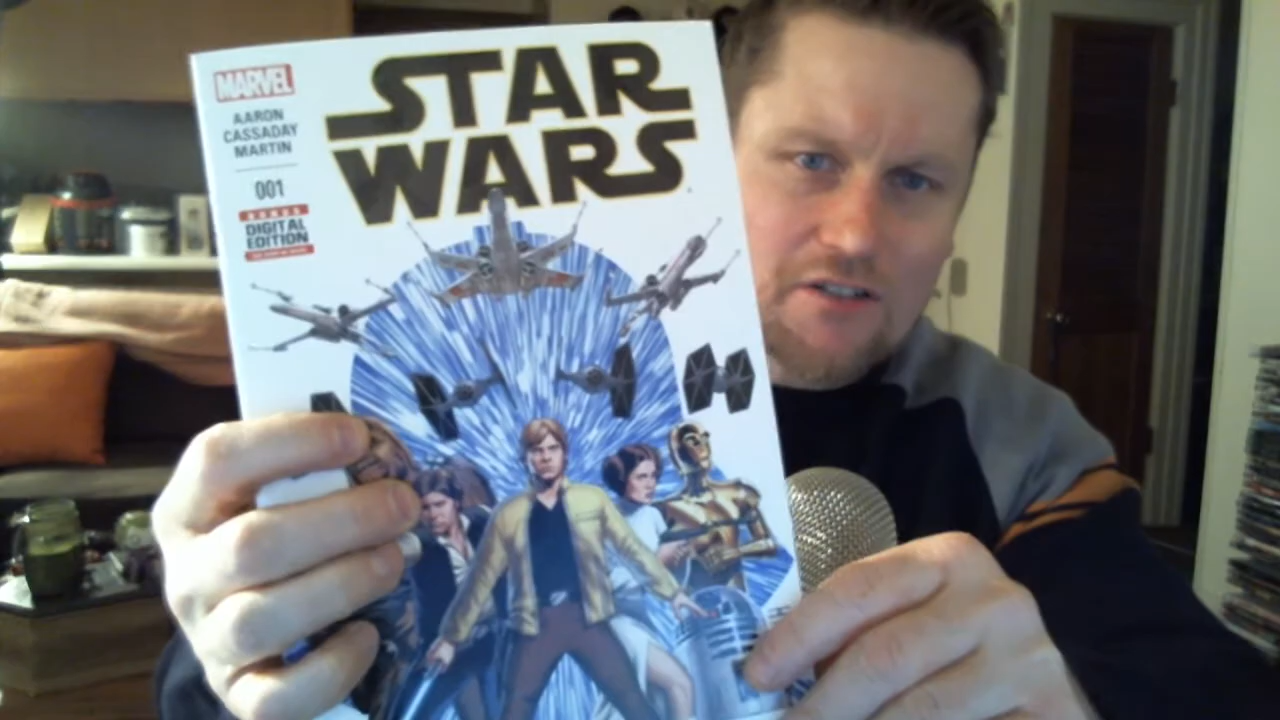 MARVEL
AARON
CASSADAY
MARTIN
001
BONUS
DIGITAL
EDITION
STAR
WARS